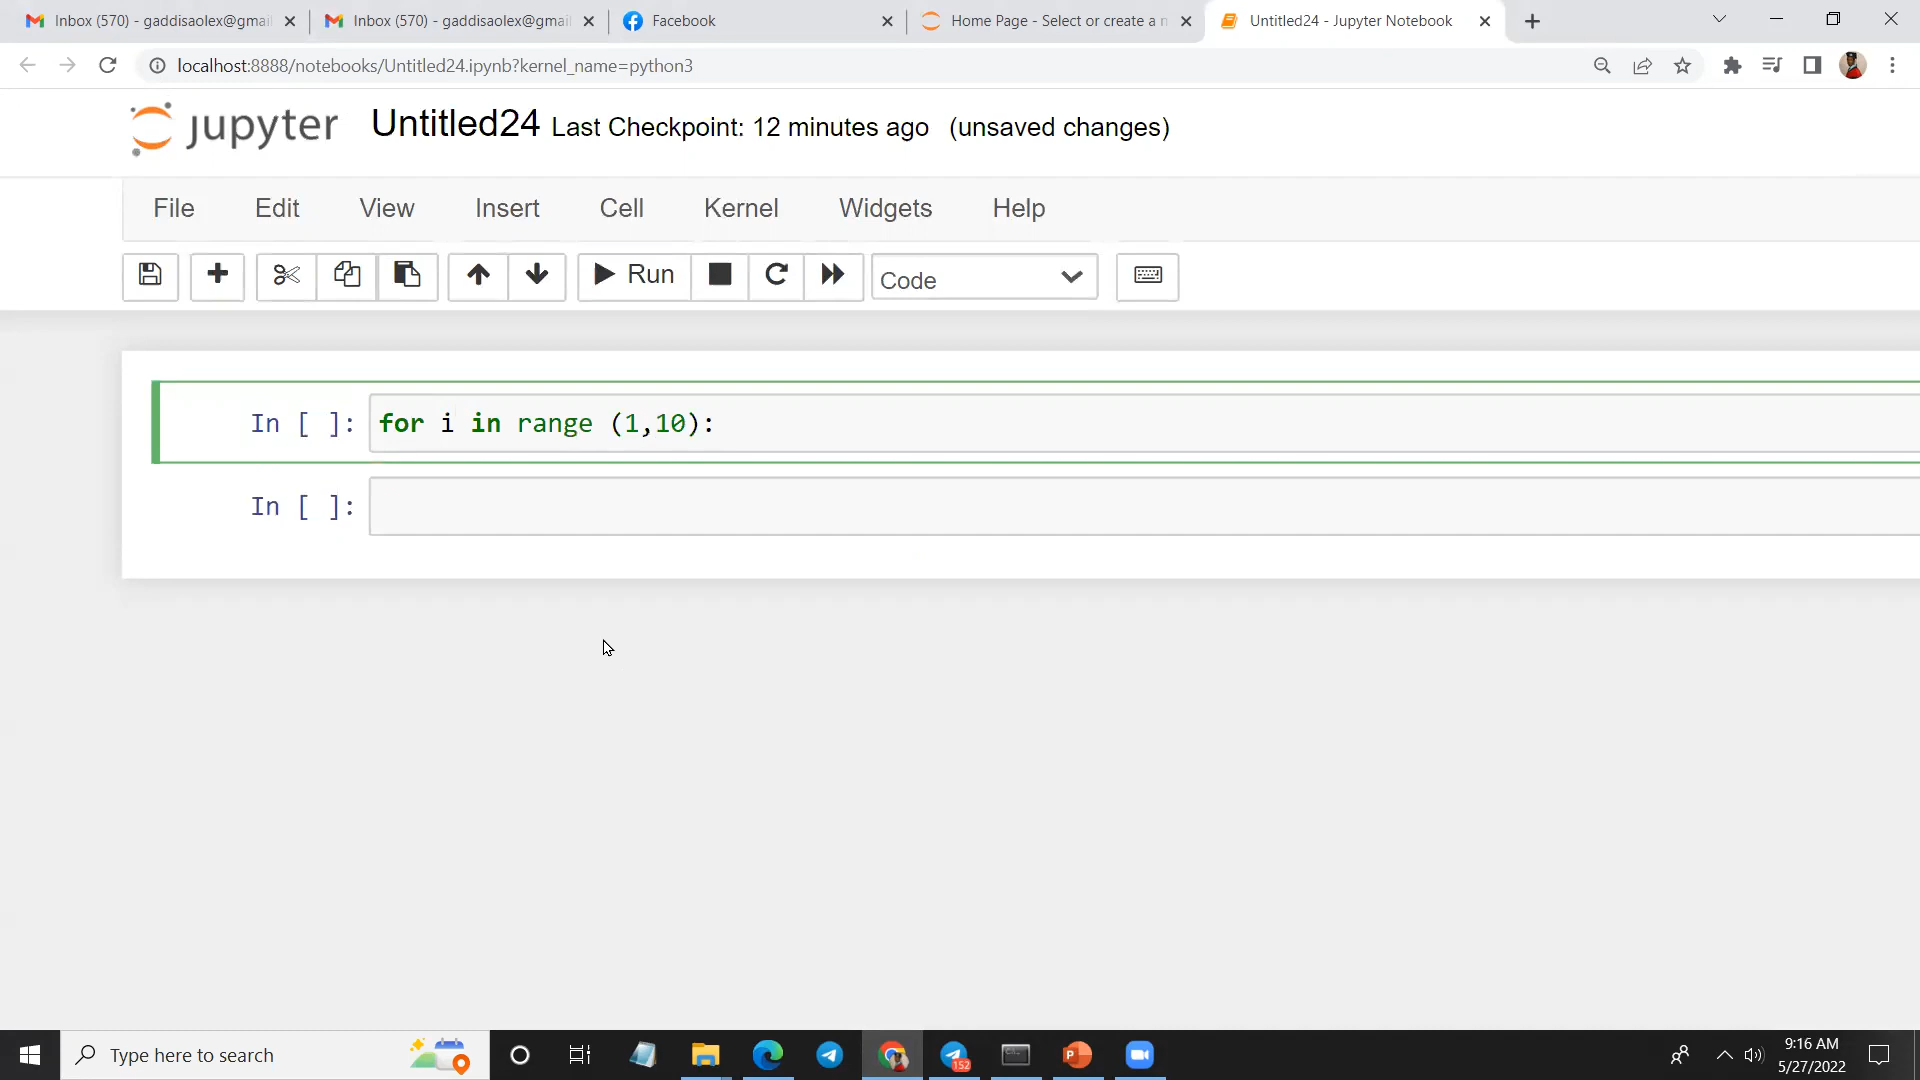 Inbox (570) - gaddisaolex@gmai
Inbox (570) - gaddisaolex@gmai
Facebook
Home Page - Select or create a n
Untitled24 - Jupyter Notebook
localhost:8888/notebooks/Untitled24.ipynb?kernel_name=python3
jupyter
Untitled24 Last Checkpoint: 12 minutes ago (unsaved changes)
File Edit View Insert Cell Kernel Widgets Help
Run
Code
In [ ]: for i in range (1,10):
In [ ]:
Type here to search
P
152
9:16 AM
5/27/2022